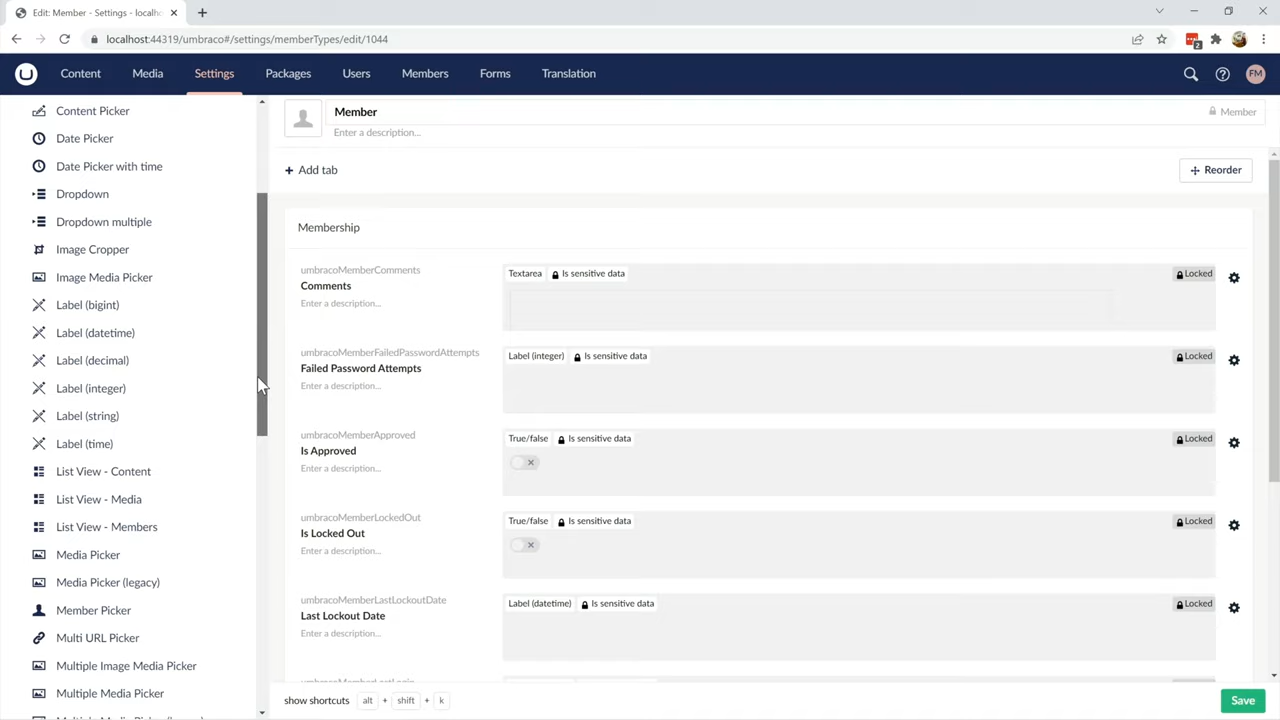 Edit: Member - Settings - localho
localhost:44319/umbraco#/settings/memberTypes/edit/1044
2
Content Media Settings Packages Users Members Forms Translation
FM
Content Picker
Date Picker
Date Picker with time
Dropdown
Dropdown multiple
Image Cropper
Image Media Picker
Label (bigint)
Label (datetime)
Label (decimal)
Label (integer)
Label (string)
Label (time)
List View - Content
List View - Media
List View - Members
Media Picker
Media Picker (legacy)
Member Picker
Multi URL Picker
Multiple Image Media Picker
Multiple Media Picker
Member
Member
Enter a description...
+ Add tab
Reorder
Membership
umbracoMemberComments
Comments
Enter a description...
Textarea Is sensitive data Locked
umbracoMemberFailedPasswordAttempts
Failed Password Attempts
Enter a description...
Label (integer) Is sensitive data Locked
umbracoMemberApproved
Is Approved
Enter a description...
True/false Is sensitive data Locked
umbracoMemberLockedOut
Is Locked Out
Enter a description...
True/false Is sensitive data Locked
umbracoMemberLastLockoutDate
Last Lockout Date
Enter a description...
Label (datetime) Is sensitive data Locked
show shortcuts alt + shift + k
Save